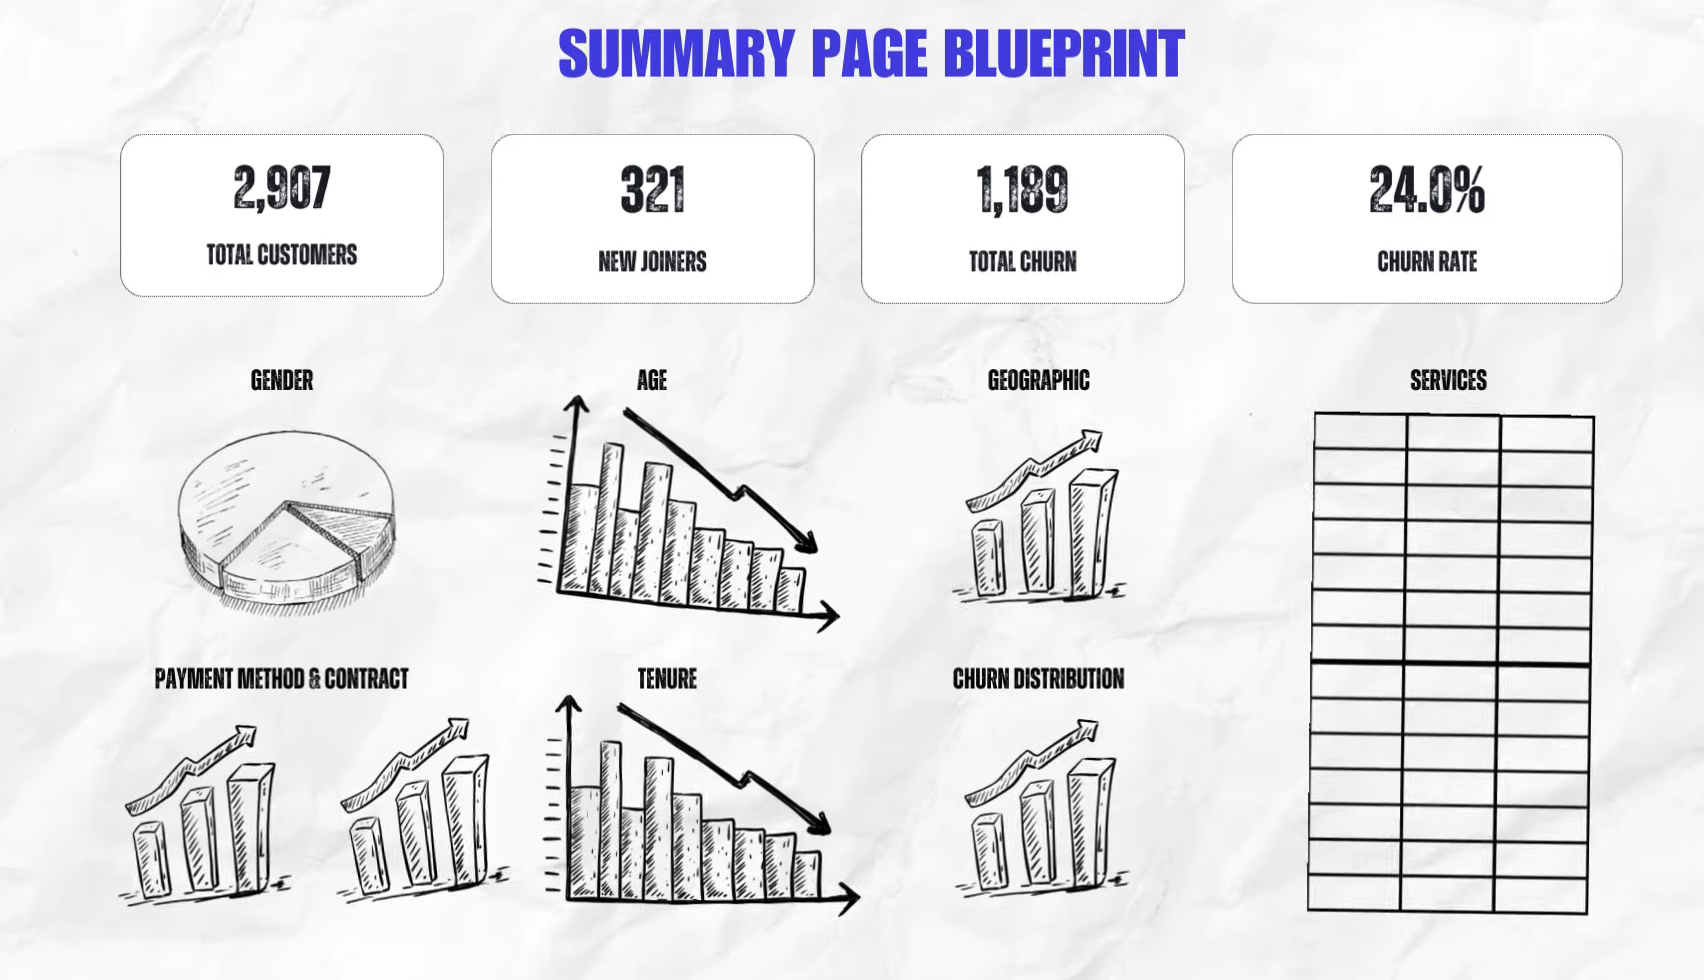 SUMMARY PAGE BLUEPRINT
2,907
TOTAL CUSTOMERS
321
NEW JOINERS
1,189
TOTAL CHURN
24.0%
CHURN RATE
GENDER
AGE
GEOGRAPHIC
SERVICES
PAYMENT METHOD & CONTRACT
TENURE
CHURN DISTRIBUTION